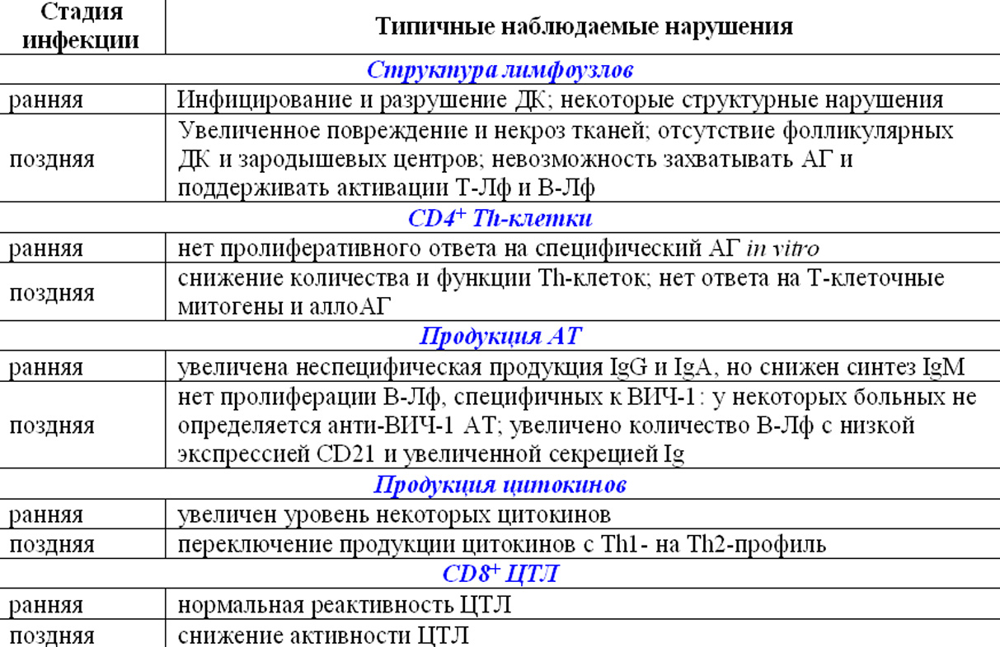 Стадия
инфекции
Типичные наблюдаемые нарушения
Структура лимфоузлов
ранняя
Инфицирование и разрушение ДК; некоторые структурные нарушения
поздняя
Увеличенное повреждение и некроз тканей; отсутствие фолликулярных
ДК и зародышевых центров; невозможность захватывать АГ и
поддерживать активации Т-Лф и В-Лф
CD4⁺ Th-клетки
ранняя
нет пролиферативного ответа на специфический АГ in vitro
поздняя
снижение количества и функции Th-клеток; нет ответа на Т-клеточные
митогены и аллоАГ
Продукция АТ
ранняя
увеличена неспецифическая продукция IgG и IgA, но снижен синтез IgM
поздняя
нет пролиферации В-Лф, специфичных к ВИЧ-1: у некоторых больных не
определяется анти-ВИЧ-1 АТ; увеличено количество В-Лф с низкой
экспрессией CD21 и увеличенной секрецией Ig
Продукция цитокинов
ранняя
увеличен уровень некоторых цитокинов
поздняя
переключение продукции цитокинов с Th1- на Th2-профиль
CD8⁺ ЦТЛ
ранняя
нормальная реактивность ЦТЛ
поздняя
снижение активности ЦТЛ